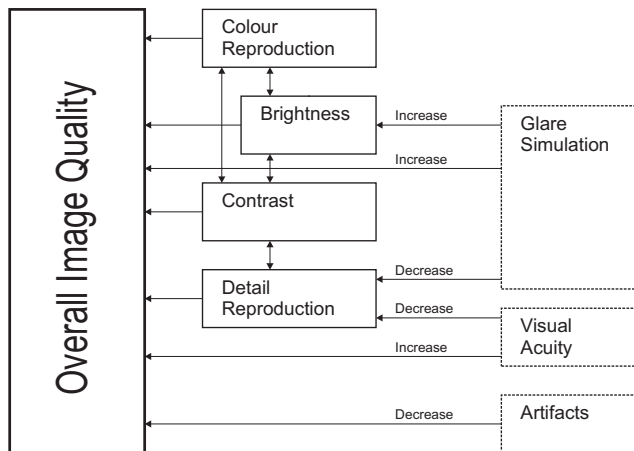 Overall Image Quality
Colour
Reproduction
Brightness
Contrast
Detail
Reproduction
Increase
Increase
Decrease
Decrease
Increase
Decrease
Glare
Simulation
Visual
Acuity
Artifacts